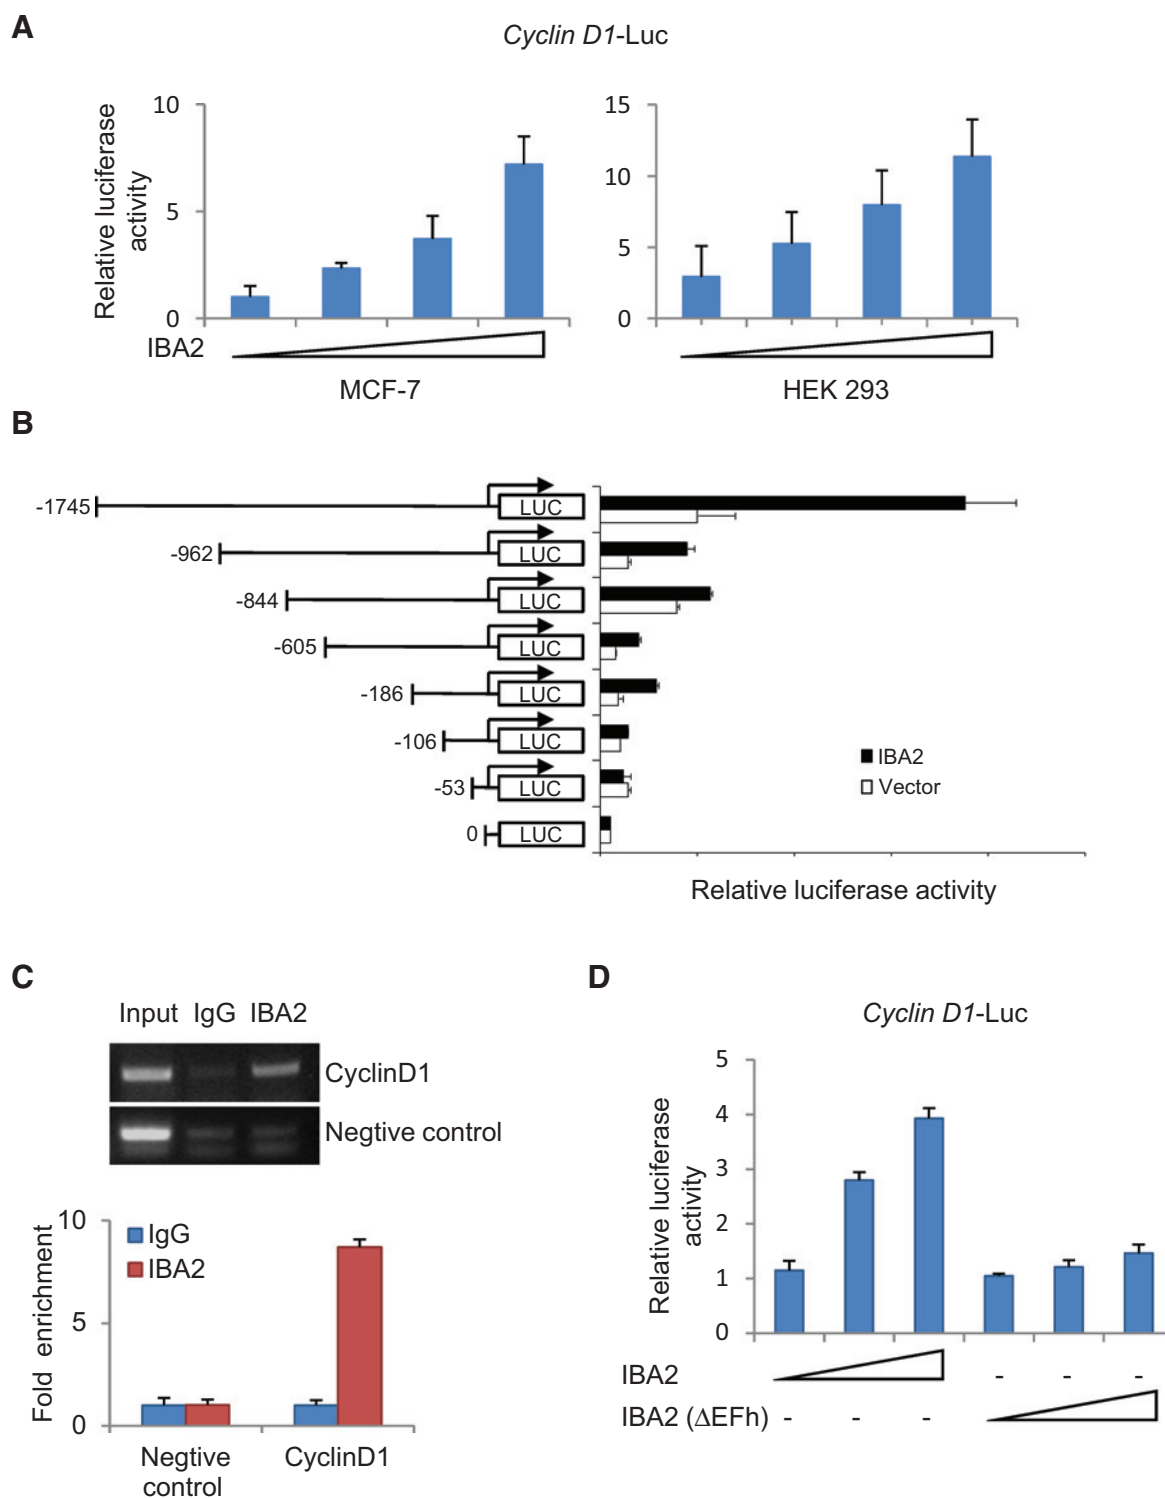 A
Cyclin D1-Luc
Relative luciferase
activity
10
5
0
IBA2
MCF-7
15
10
5
0
HEK 293
B
-1745
LUC
-962
LUC
-844
LUC
-605
LUC
-186
LUC
-106
LUC
-53
LUC
0
LUC
IBA2
Vector
Relative luciferase activity
C
Input IgG IBA2
CyclinD1
Negtive control
Fold enrichment
10
5
0
IgG
IBA2
Negtive
control
CyclinD1
D
Cyclin D1-Luc
Relative luciferase
activity
5
4
3
2
1
0
IBA2 - - -
IBA2 (ΔEFh) - - -